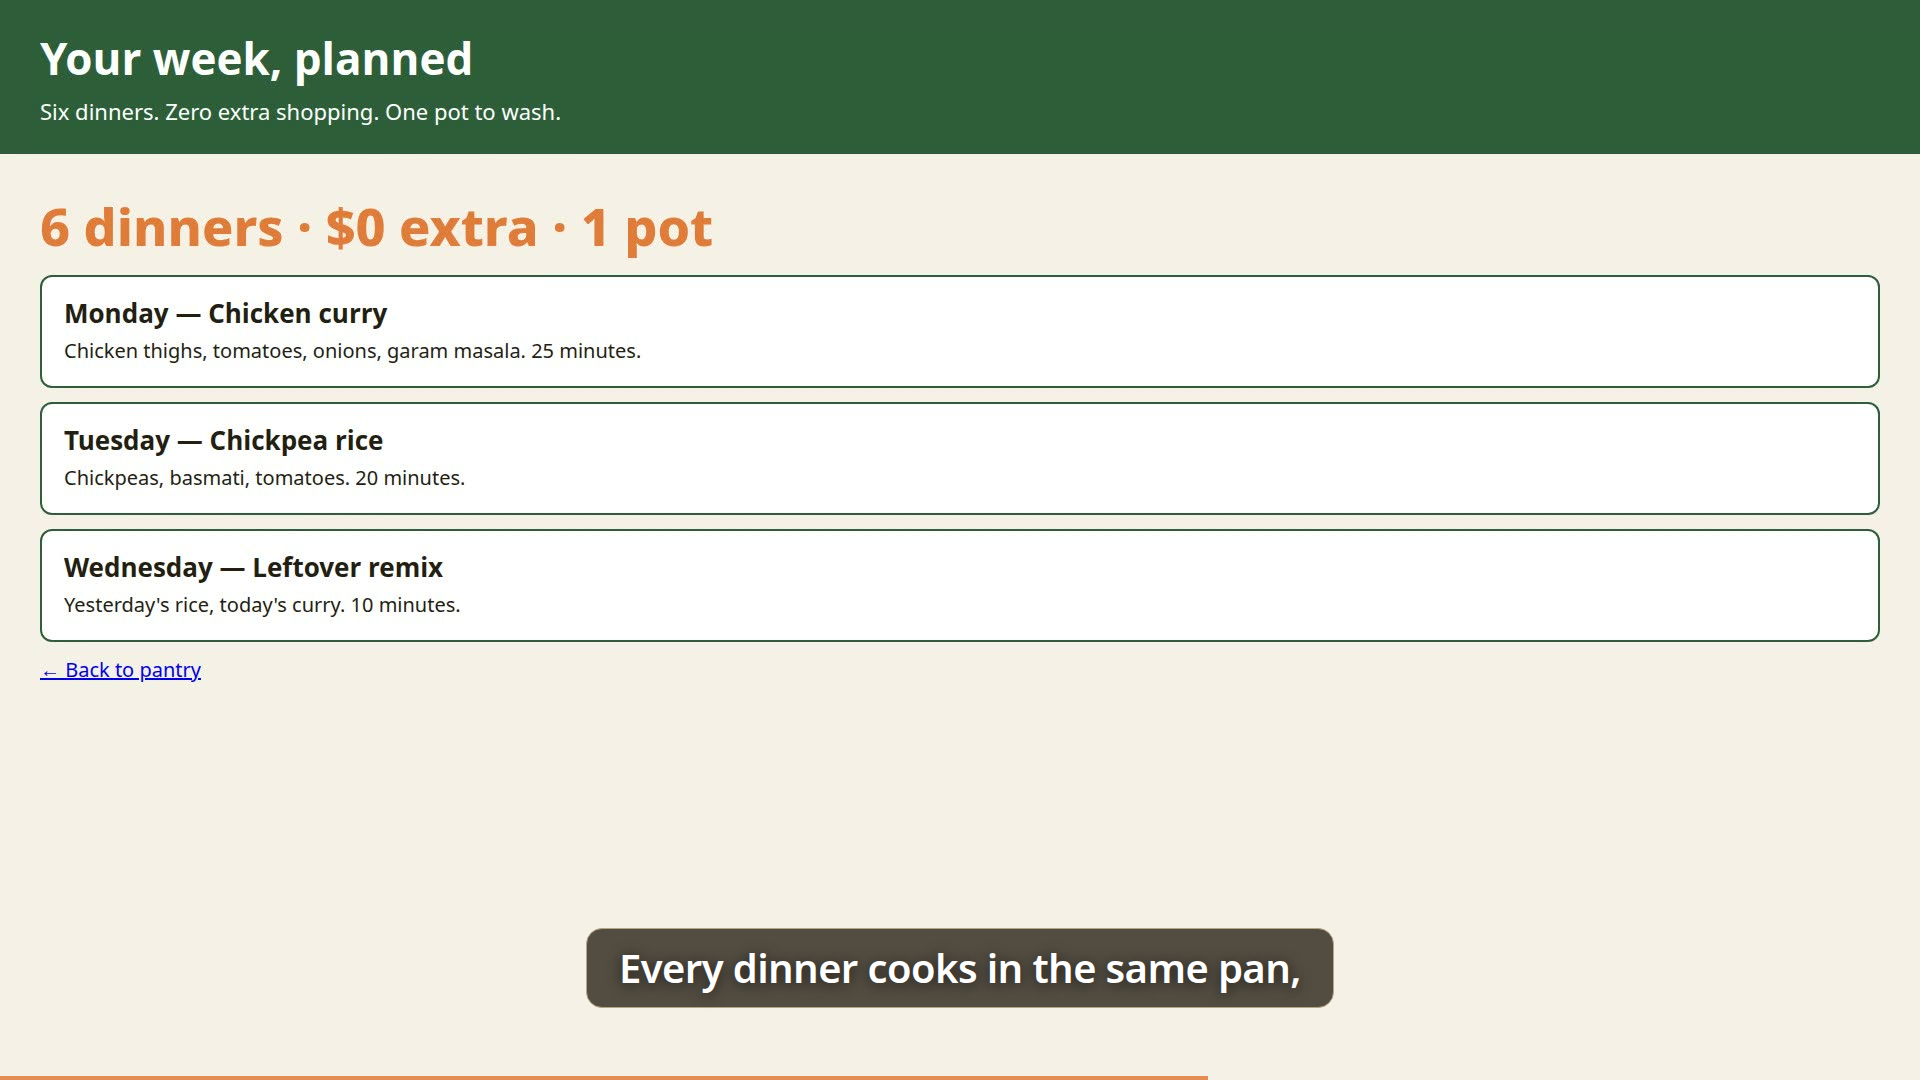 Your week, planned
Six dinners. Zero extra shopping. One pot to wash.
6 dinners · $0 extra · 1 pot
Monday — Chicken curry
Chicken thighs, tomatoes, onions, garam masala. 25 minutes.
Tuesday — Chickpea rice
Chickpeas, basmati, tomatoes. 20 minutes.
Wednesday — Leftover remix
Yesterday's rice, today's curry. 10 minutes.
← Back to pantry
Every dinner cooks in the same pan,